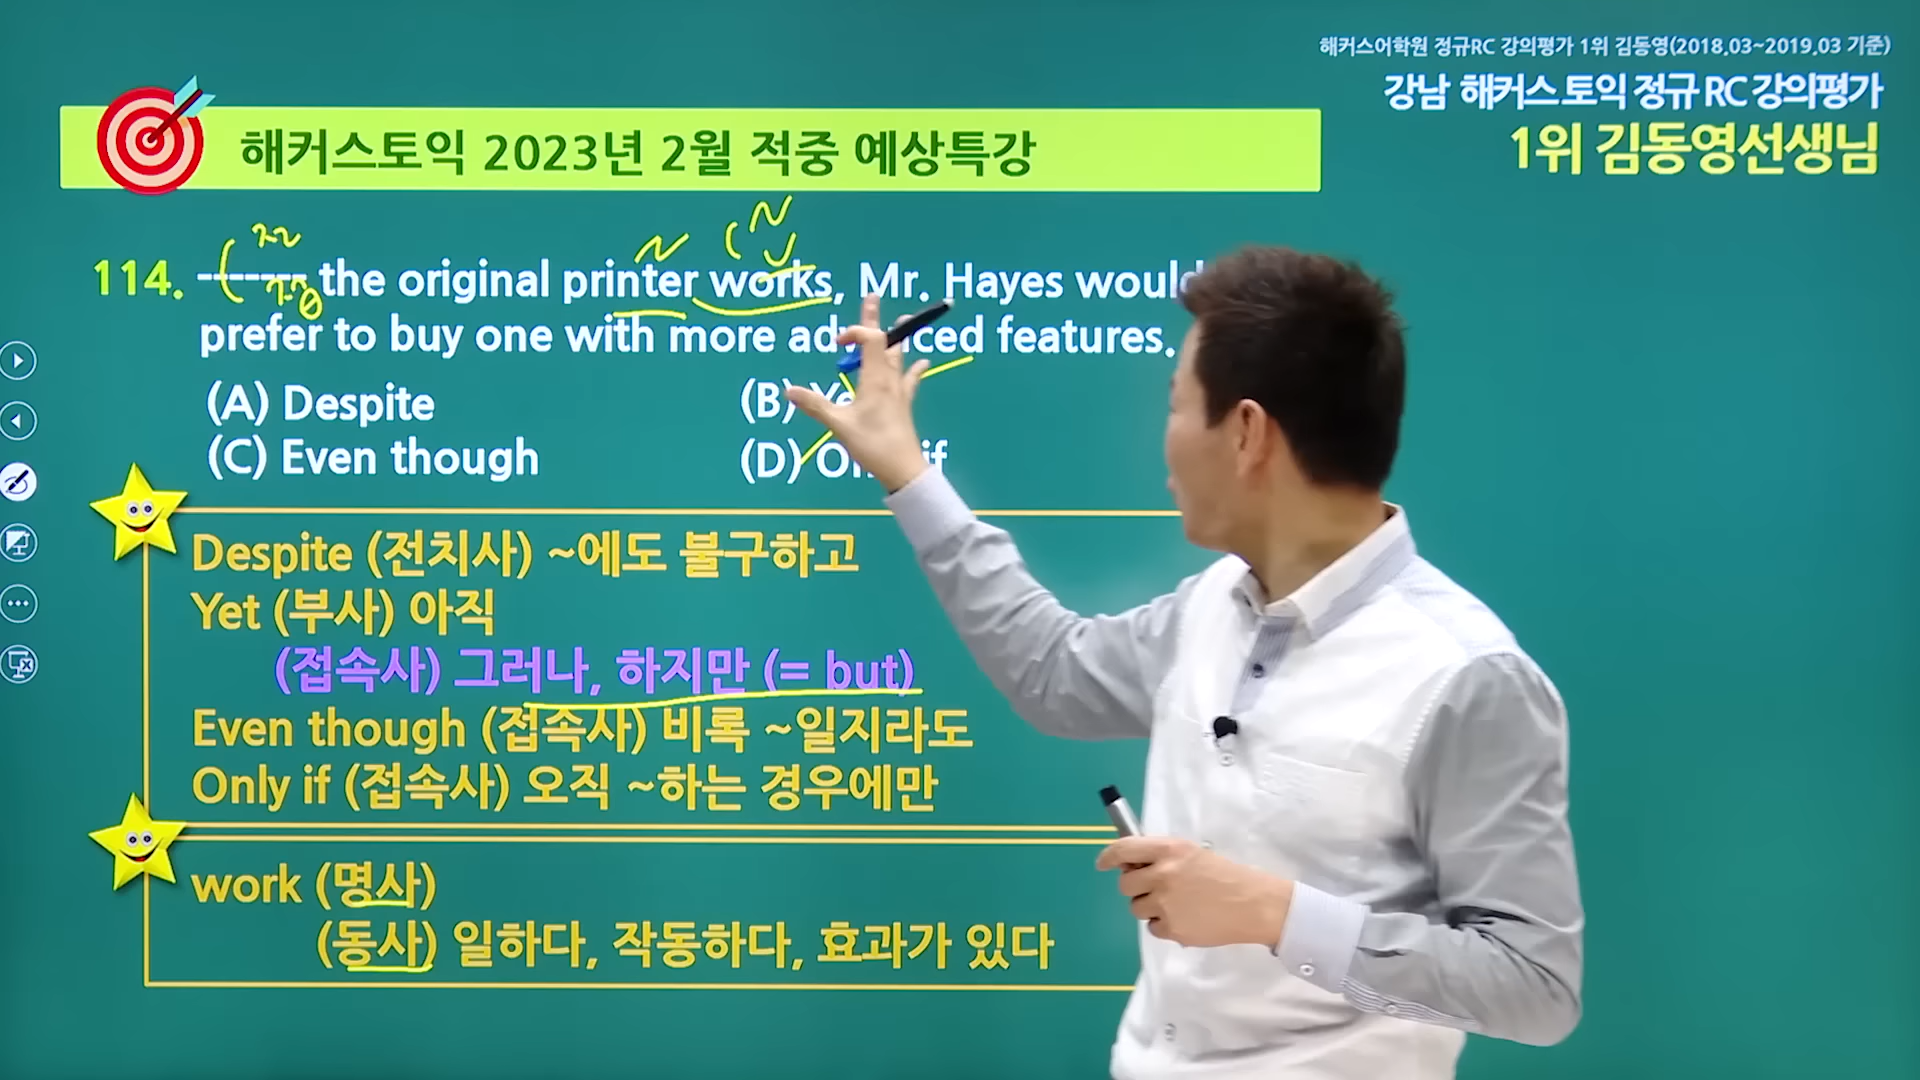 해커스어학원 정규RC 강의평가 1위 김동영(2018.03~2019.03 기준)
강남 해커스 토익 정규 RC 강의평가
1위 김동영선생님
해커스토익 2023년 2월 적중 예상특강
114. ------- the original printer works, Mr. Hayes would
prefer to buy one with more advanced features.
(A) Despite
(B)
(C) Even though
(D) if
Despite (전치사) ~에도 불구하고
Yet (부사) 아직
(접속사) 그러나, 하지만 (= but)
Even though (접속사) 비록 ~일지라도
Only if (접속사) 오직 ~하는 경우에만
work (명사)
(동사) 일하다, 작동하다, 효과가 있다
N
N
V